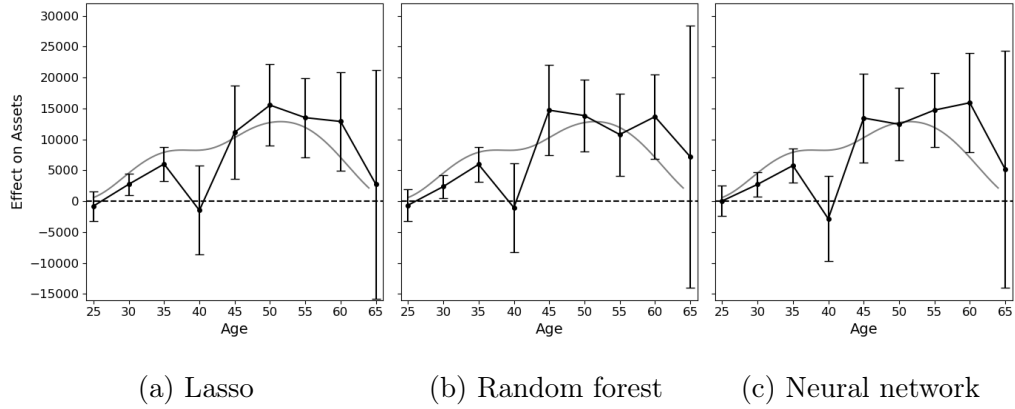 30000
25000
20000
15000
10000
5000
0
−5000
−10000
−15000
Effect on Assets
25 30 35 40 45 50 55 60 65
Age
25 30 35 40 45 50 55 60 65
Age
25 30 35 40 45 50 55 60 65
Age
(a) Lasso
(b) Random forest
(c) Neural network